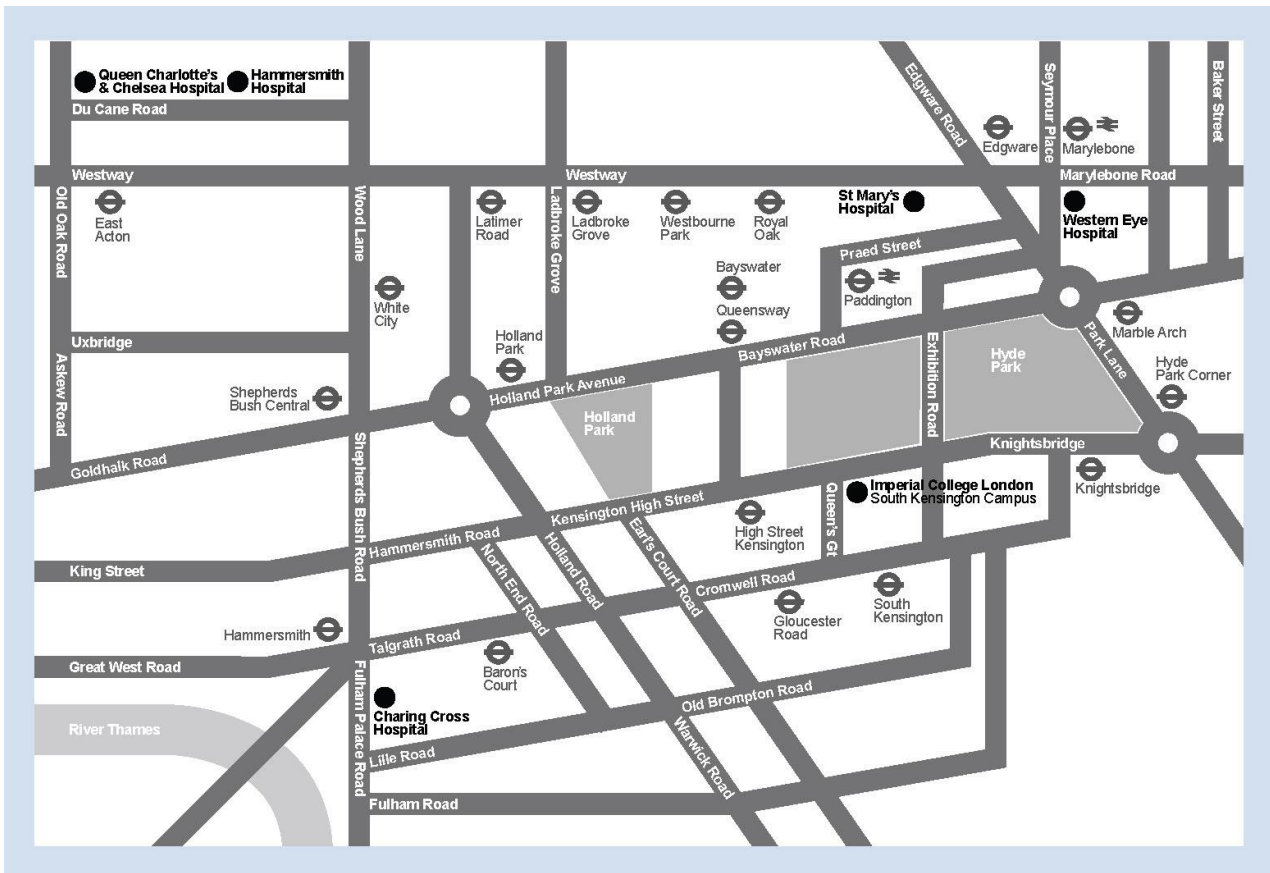 Queen Charlotte's
& Chelsea Hospital
Hammersmith
Hospital
Du Cane Road
Edgware Road
Seymour Place
Baker Street
Edgware
Marylebone
Westway
Westway
Marylebone Road
Old Oak Road
East
Acton
Wood Lane
Latimer
Road
Ladbroke Grove
Ladbroke
Grove
Westbourne
Park
Royal
Oak
St Mary's
Hospital
Western Eye
Hospital
Praed Street
Bayswater
Queensway
Paddington
White
City
Holland
Park
Uxbridge
Askew Road
Shepherds
Bush Central
Holland Park Avenue
Bayswater Road
Exhibition Road
Hyde
Park
Park Lane
Marble Arch
Hyde
Park Corner
Holland
Park
Knightsbridge
Goldhalk Road
Shepherds Bush Road
Kensington High Street
Queen's Gt
Imperial College London
South Kensington Campus
Knightsbridge
High Street
Kensington
Hammersmith Road
King Street
North End Road
Holland Road
Earl's Court Road
Cromwell Road
Gloucester
Road
South
Kensington
Hammersmith
Talgrath Road
Great West Road
Baron's
Court
Fulham Palace Road
Charing Cross
Hospital
Old Brompton Road
Warwick Road
River Thames
Lille Road
Fulham Road